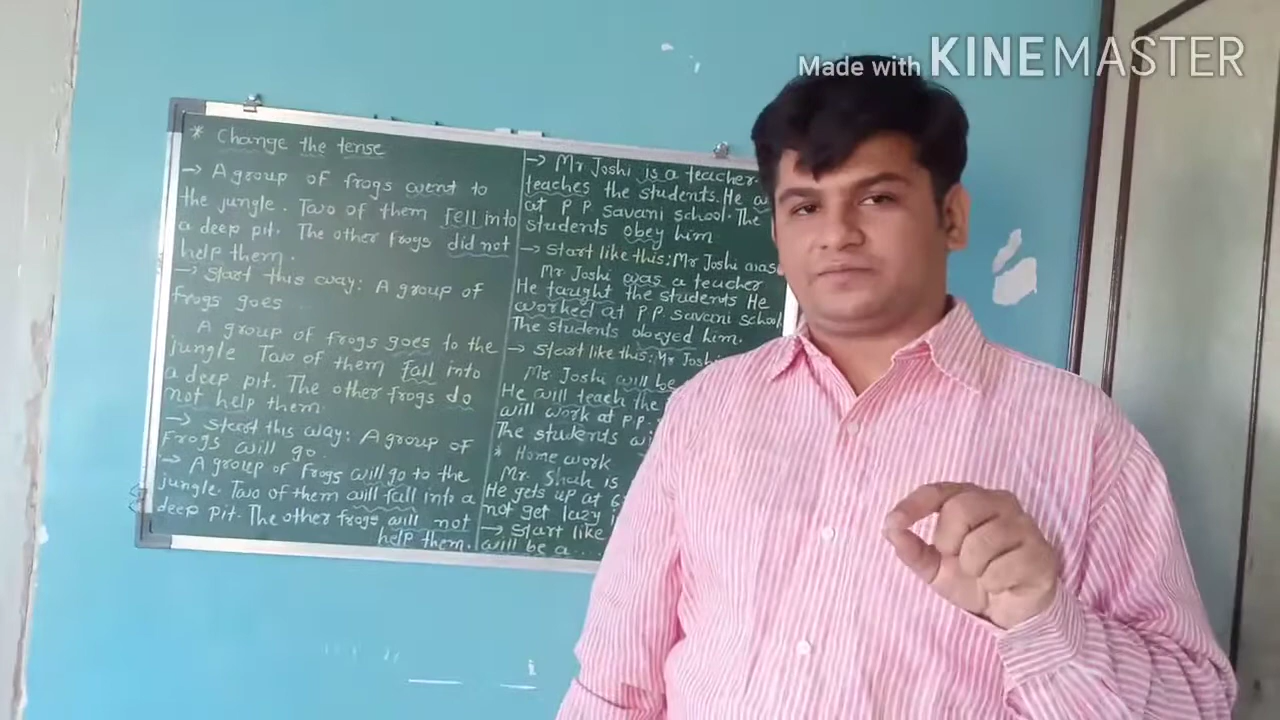 Made with KINEMASTER
* Change the tense
→ A group of frogs went to
the jungle. Two of them fell into
a deep pit. The other frogs did not
help them.
→ Start this way: A group of
frogs goes
A group of frogs goes to the
jungle Two of them fall into
a deep pit. The other frogs do
not help them.
→ Start this way: A group of
frogs will go.
→ A group of frogs will go to the
jungle. Two of them will fall into a
deep pit. The other frogs will not
help them.
→ Mr Joshi is a teacher.
teaches the students. He
at P P Savani school. The
students obey him
→ Start like this: Mr Joshi was
Mr Joshi was a teacher
He taught the students He
worked at P.P. Savani school.
The students obeyed him.
→ Start like this: Mr Joshi
Mr Joshi will be
He will teach the
will work at P.P.
The students
* Home work
Mr. Shah is
He gets up at 6
not get lazy
→ Start like
will be a...